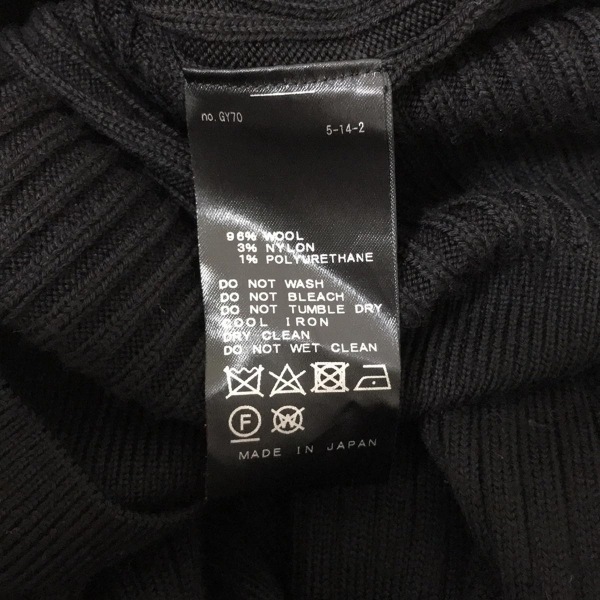 no. GY70
5-14-2
96% WOOL
3% NYLON
1% POLYURETHANE
DO NOT WASH
DO NOT BLEACH
DO NOT TUMBLE DRY
COOL IRON
DRY CLEAN
DO NOT WET CLEAN
F W
MADE IN JAPAN